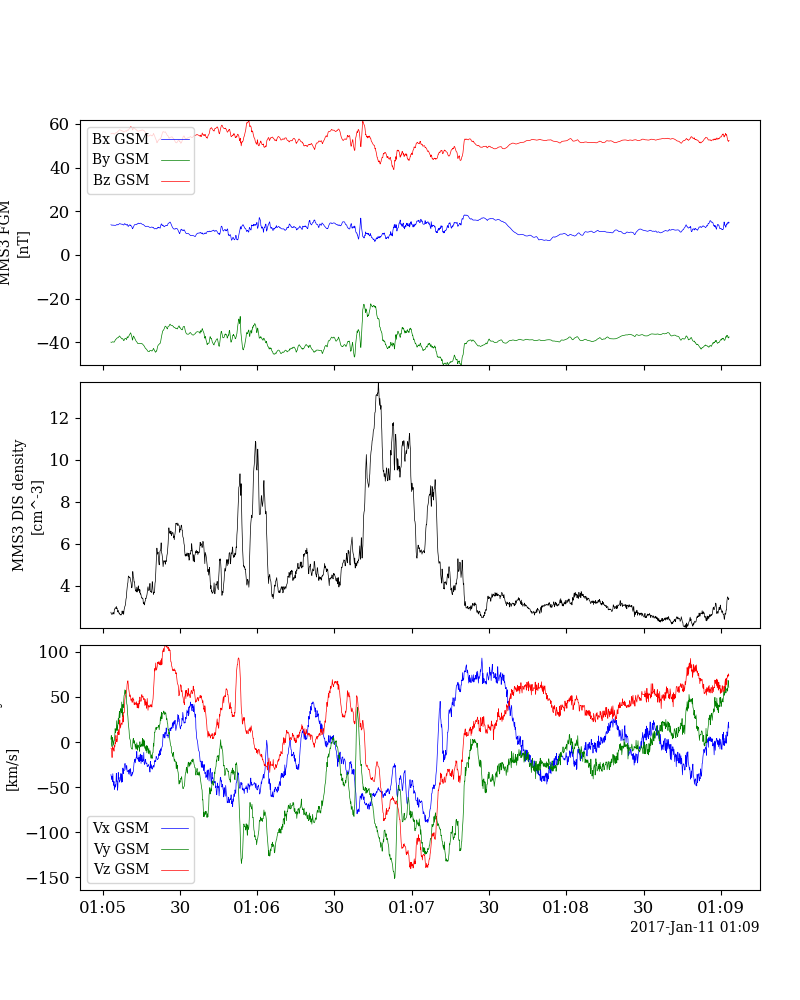 60
40
20
0
−20
−40
MMS3 FGM
[nT]
Bx GSM
By GSM
Bz GSM
12
10
8
6
4
MMS3 DIS density
[cm^-3]
100
50
0
−50
−100
−150
[km/s]
Vx GSM
Vy GSM
Vz GSM
01:05 30 01:06 30 01:07 30 01:08 30 01:09
2017-Jan-11 01:09